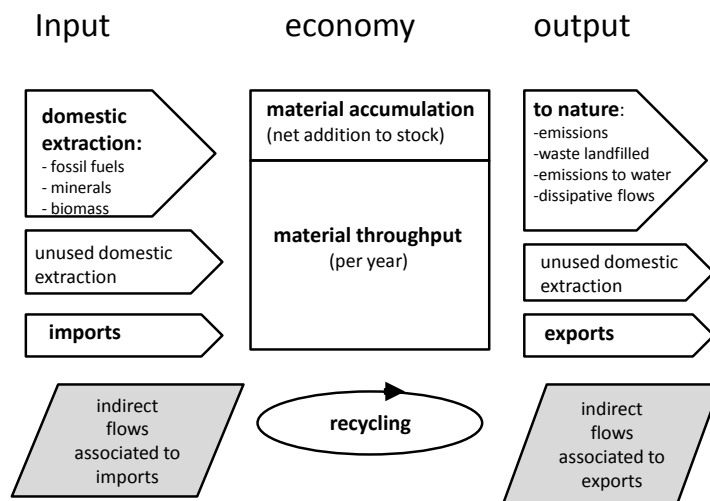 Input
economy
output
domestic
extraction:
- fossil fuels
- minerals
- biomass
unused domestic
extraction
imports
indirect
flows
associated to
imports
material accumulation
(net addition to stock)
material throughput
(per year)
recycling
to nature:
-emissions
-waste landfilled
-emissions to water
-dissipative flows
unused domestic
extraction
exports
indirect
flows
associated to
exports